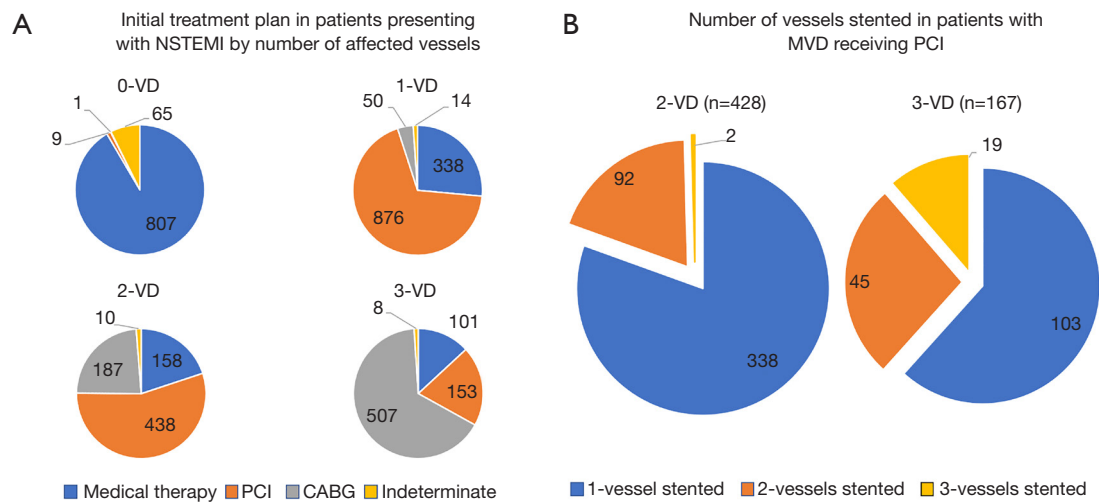 A
Initial treatment plan in patients presenting
with NSTEMI by number of affected vessels
0-VD
1
65
9
807
1-VD
50
14
338
876
2-VD
10
158
187
438
3-VD
8
101
153
507
Medical therapy PCI CABG Indeterminate
B
Number of vessels stented in patients with
MVD receiving PCI
2-VD (n=428)
2
92
338
3-VD (n=167)
19
45
103
1-vessel stented 2-vessels stented 3-vessels stented